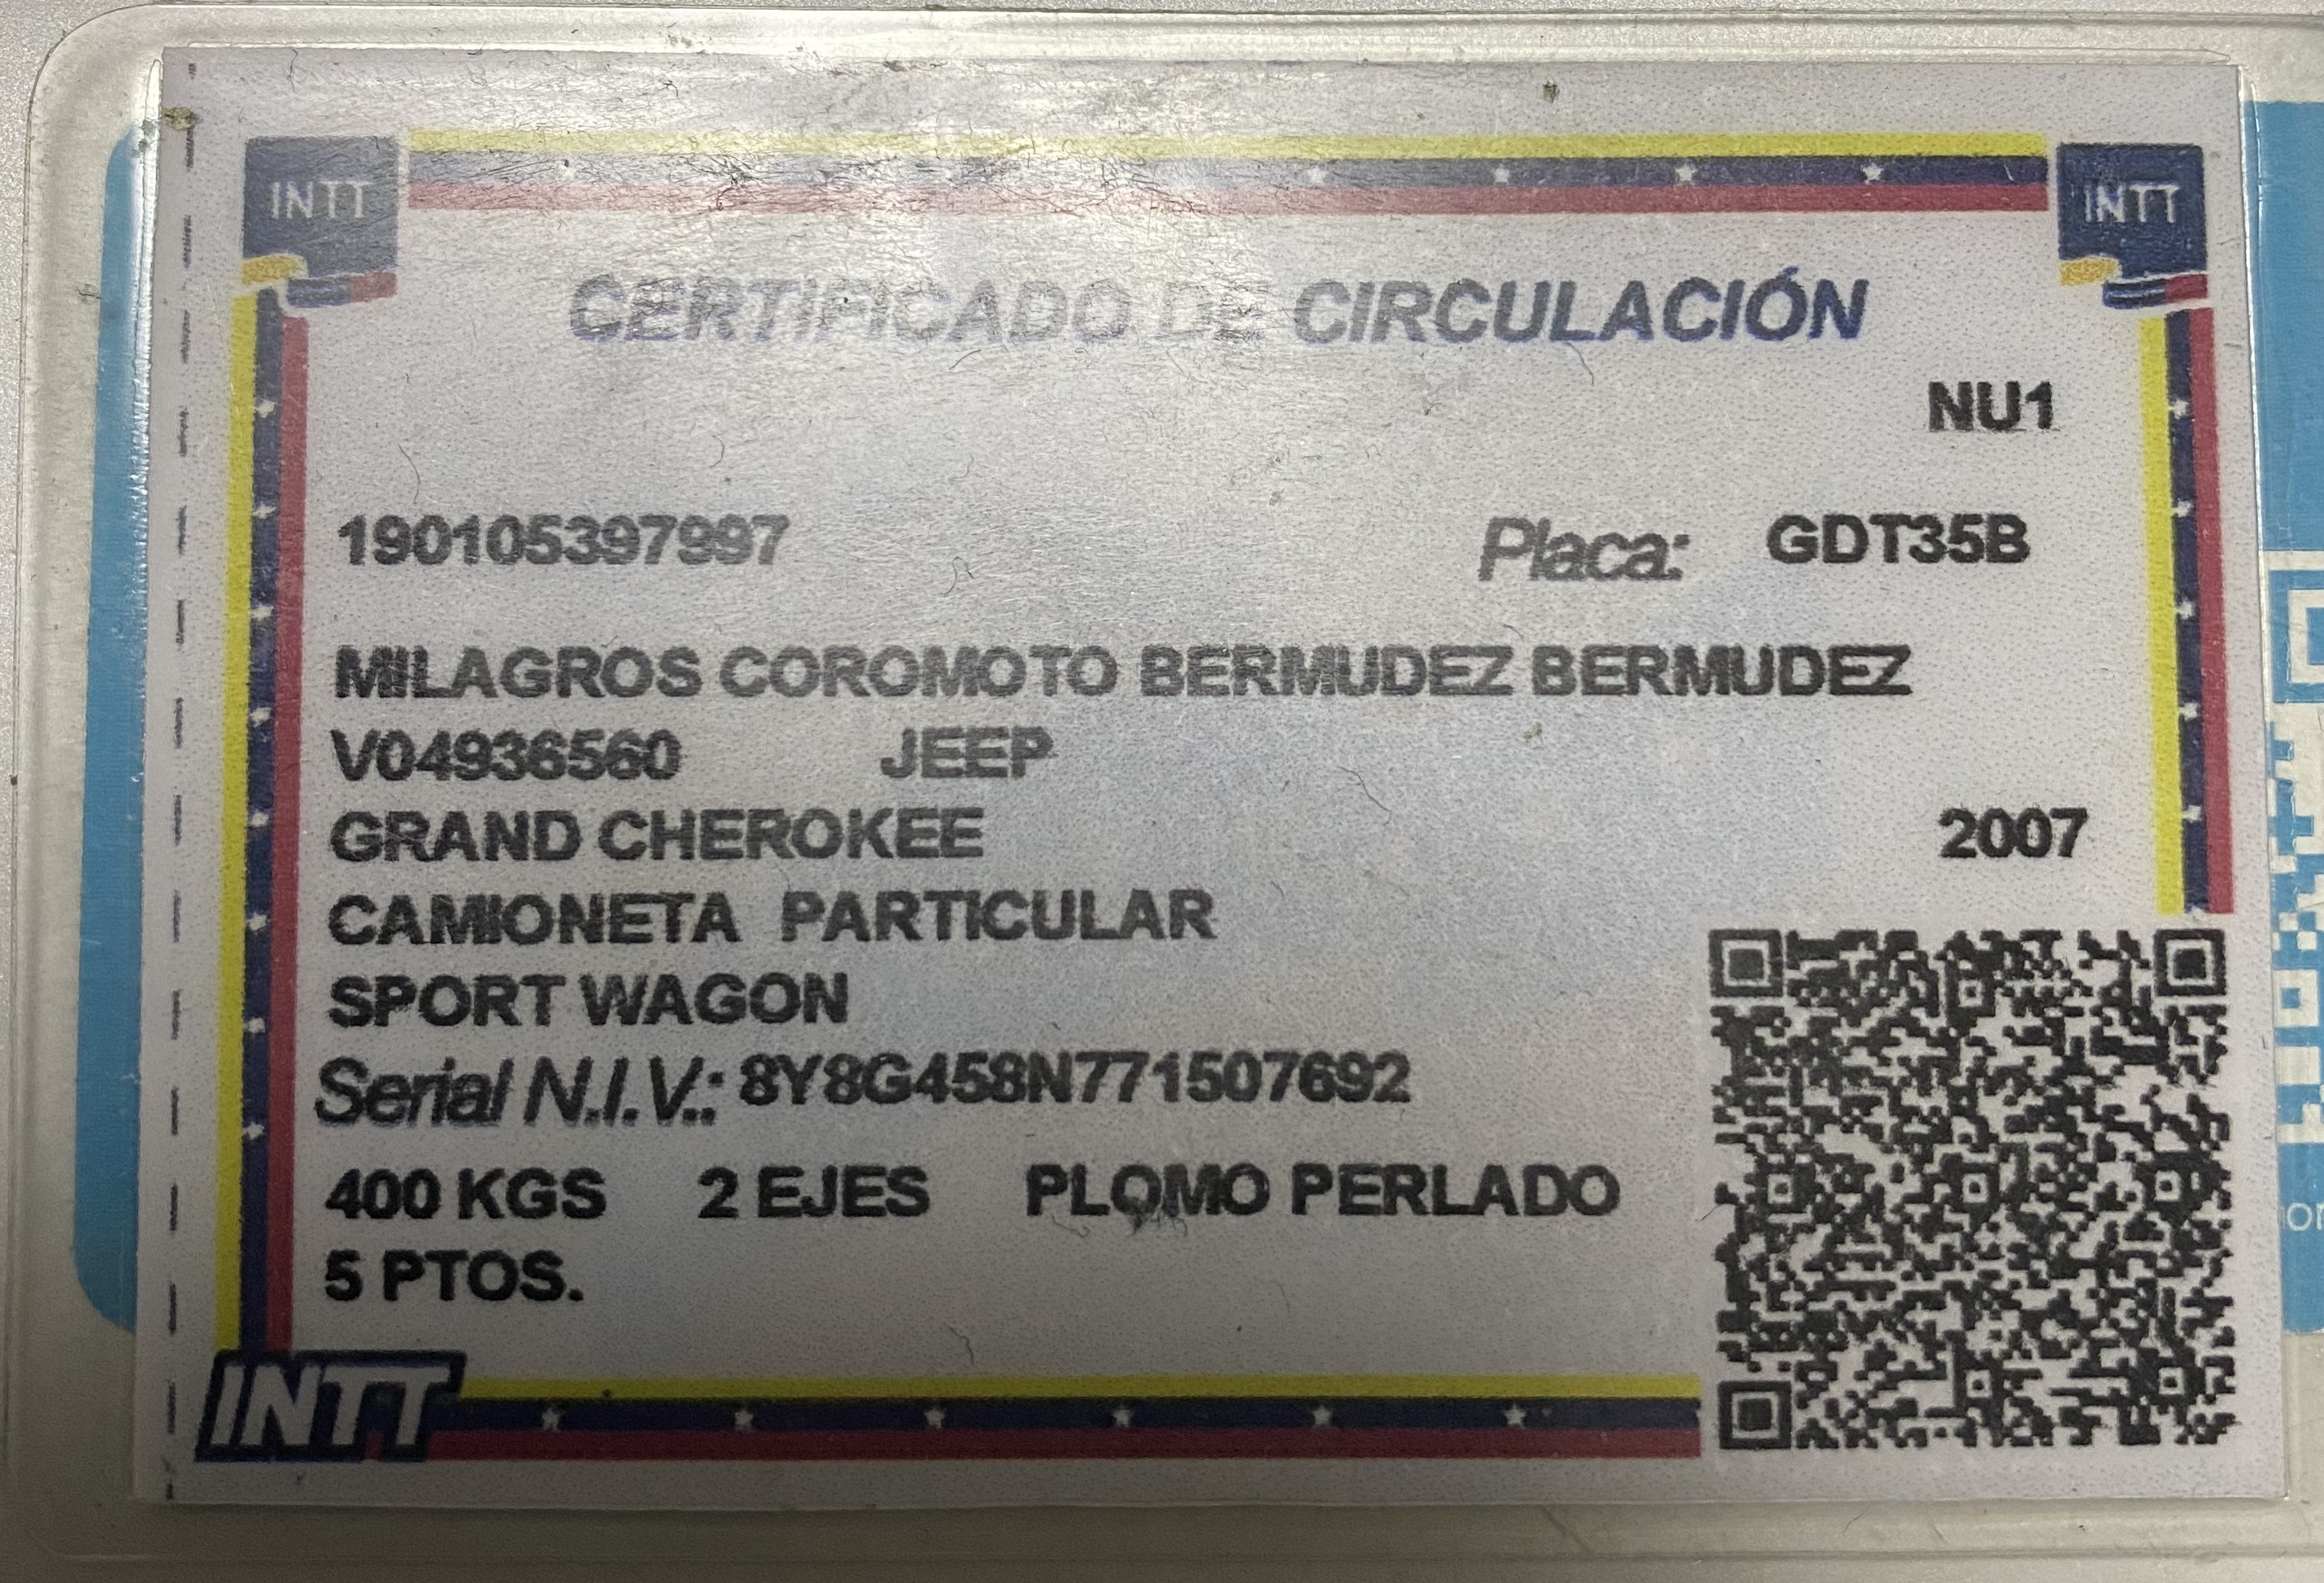 INTT
INTT
CERTIFICADO DE CIRCULACIÓN
NU1
190105397997 Placa: GDT35B
MILAGROS COROMOTO BERMUDEZ BERMUDEZ
V04936560 JEEP
GRAND CHEROKEE 2007
CAMIONETA PARTICULAR
SPORT WAGON
Serial N.I.V.: 8Y8G458N771507692
400 KGS 2 EJES PLOMO PERLADO
5 PTOS.
INTT